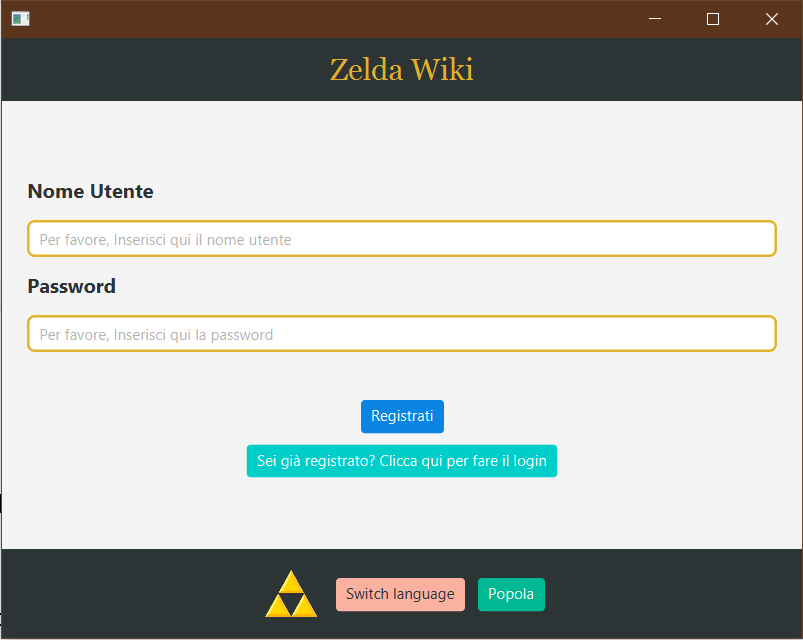 Zelda Wiki
Nome Utente
Per favore, Inserisci qui il nome utente
Password
Per favore, Inserisci qui la password
Registrati
Sei già registrato? Clicca qui per fare il login
Switch language
Popola